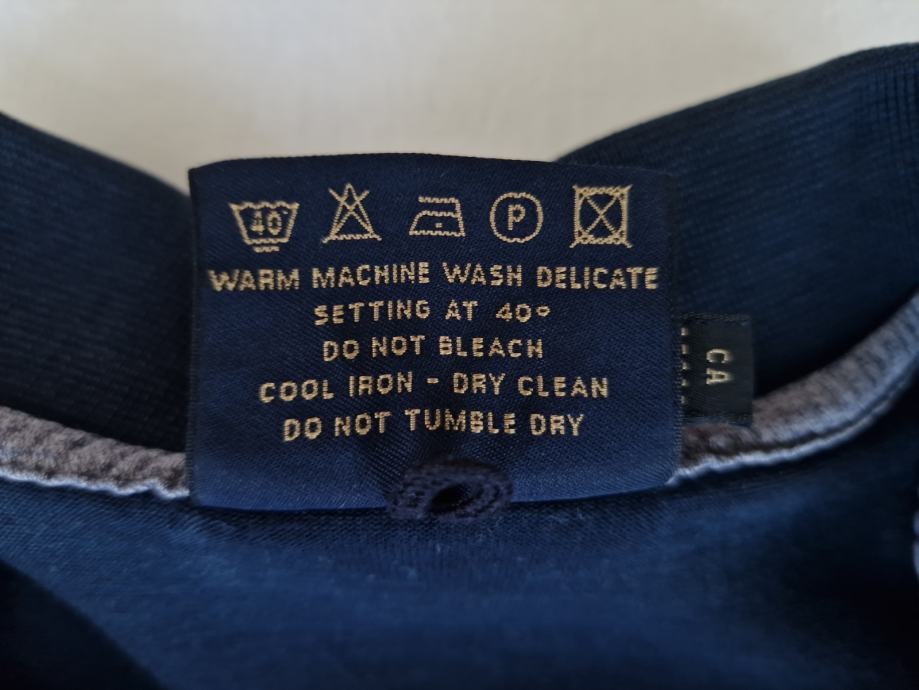 40° P
WARM MACHINE WASH DELICATE
SETTING AT 40°
DO NOT BLEACH
COOL IRON - DRY CLEAN
DO NOT TUMBLE DRY
CA